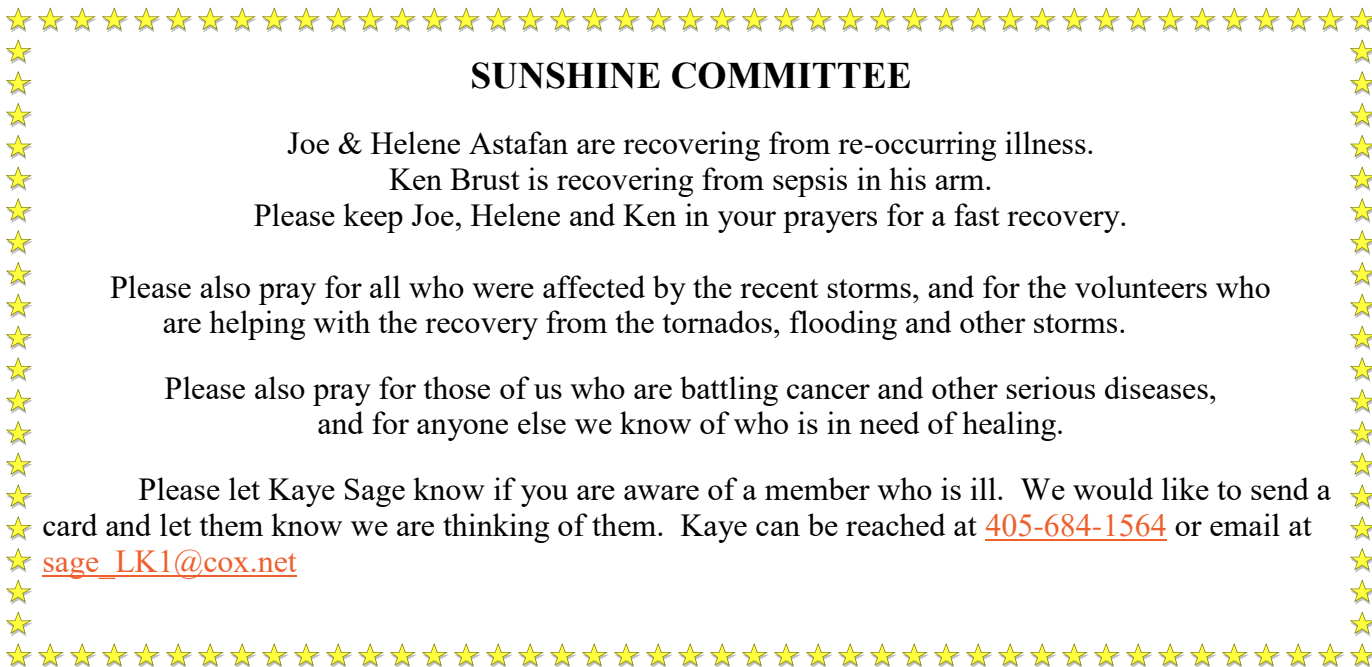 SUNSHINE COMMITTEE
Joe & Helene Astafan are recovering from re-occurring illness.
Ken Brust is recovering from sepsis in his arm.
Please keep Joe, Helene and Ken in your prayers for a fast recovery.
Please also pray for all who were affected by the recent storms, and for the volunteers who
are helping with the recovery from the tornados, flooding and other storms.
Please also pray for those of us who are battling cancer and other serious diseases,
and for anyone else we know of who is in need of healing.
Please let Kaye Sage know if you are aware of a member who is ill.  We would like to send a
card and let them know we are thinking of them.  Kaye can be reached at 405-684-1564 or email at
sage_LK1@cox.net